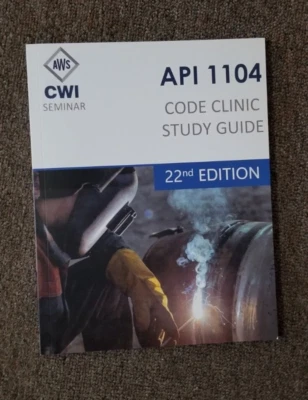 AWS
CWI
SEMINAR
API 1104
CODE CLINIC
STUDY GUIDE
22nd EDITION